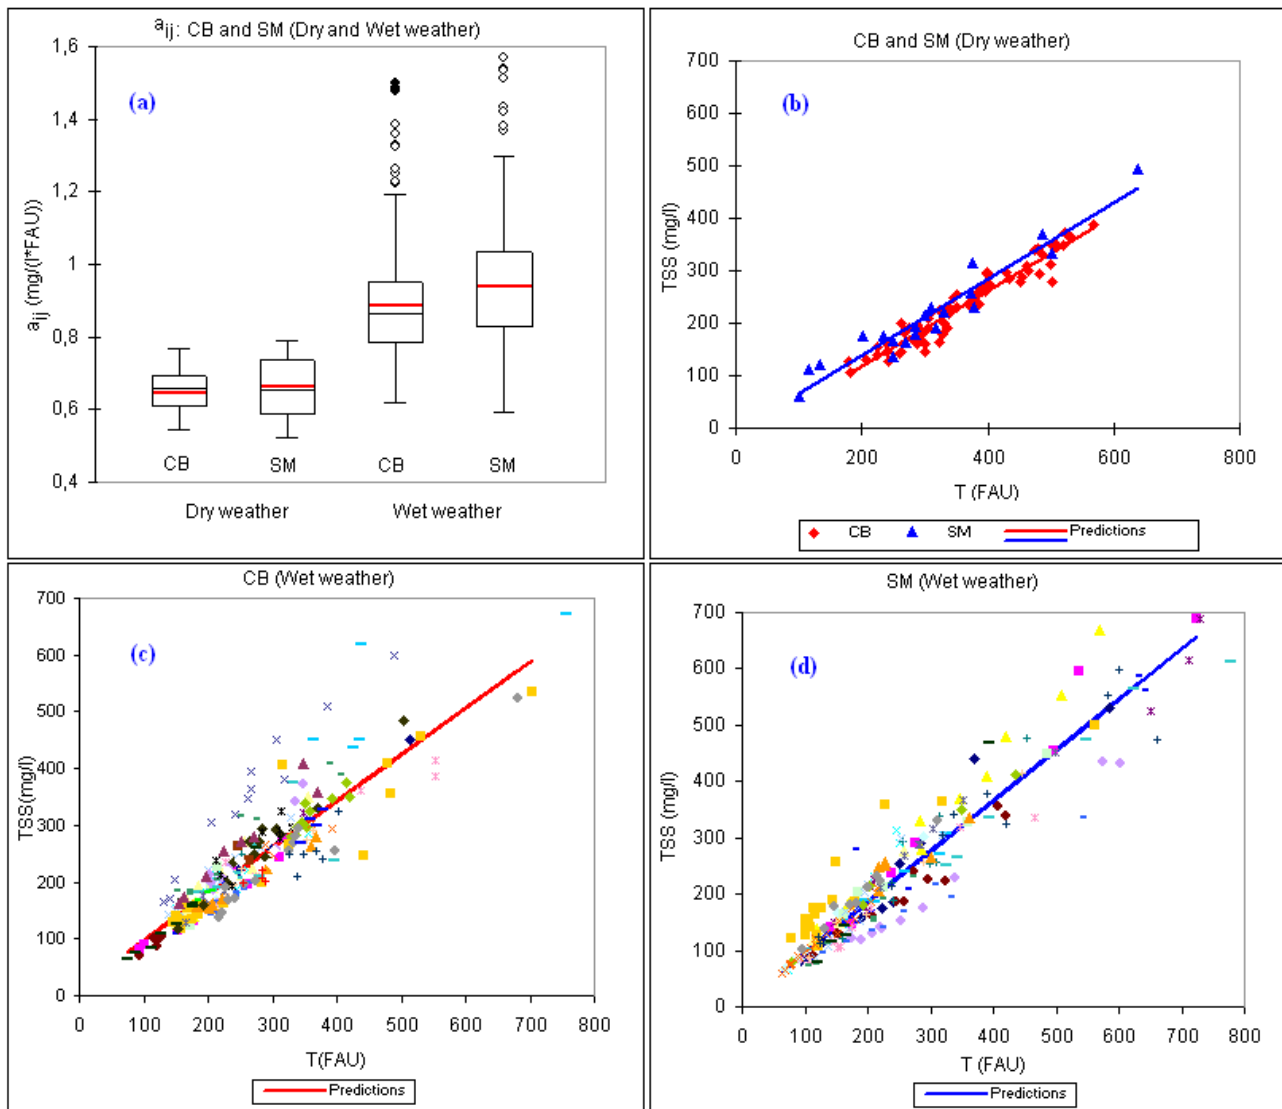 a_ij: CB and SM (Dry and Wet weather)
(a)
a_ij (mg/(l*FAU))
1,6
1,4
1,2
1
0,8
0,6
0,4
CB
SM
CB
SM
Dry weather
Wet weather
CB and SM (Dry weather)
(b)
TSS (mg/l)
700
600
500
400
300
200
100
0
0 200 400 600 800
T (FAU)
CB SM Predictions
CB (Wet weather)
(c)
TSS(mg/l)
700
600
500
400
300
200
100
0
0 100 200 300 400 500 600 700 800
T(FAU)
Predictions
SM (Wet weather)
(d)
TSS (mg/l)
700
600
500
400
300
200
100
0
0 100 200 300 400 500 600 700 800
T (FAU)
Predictions